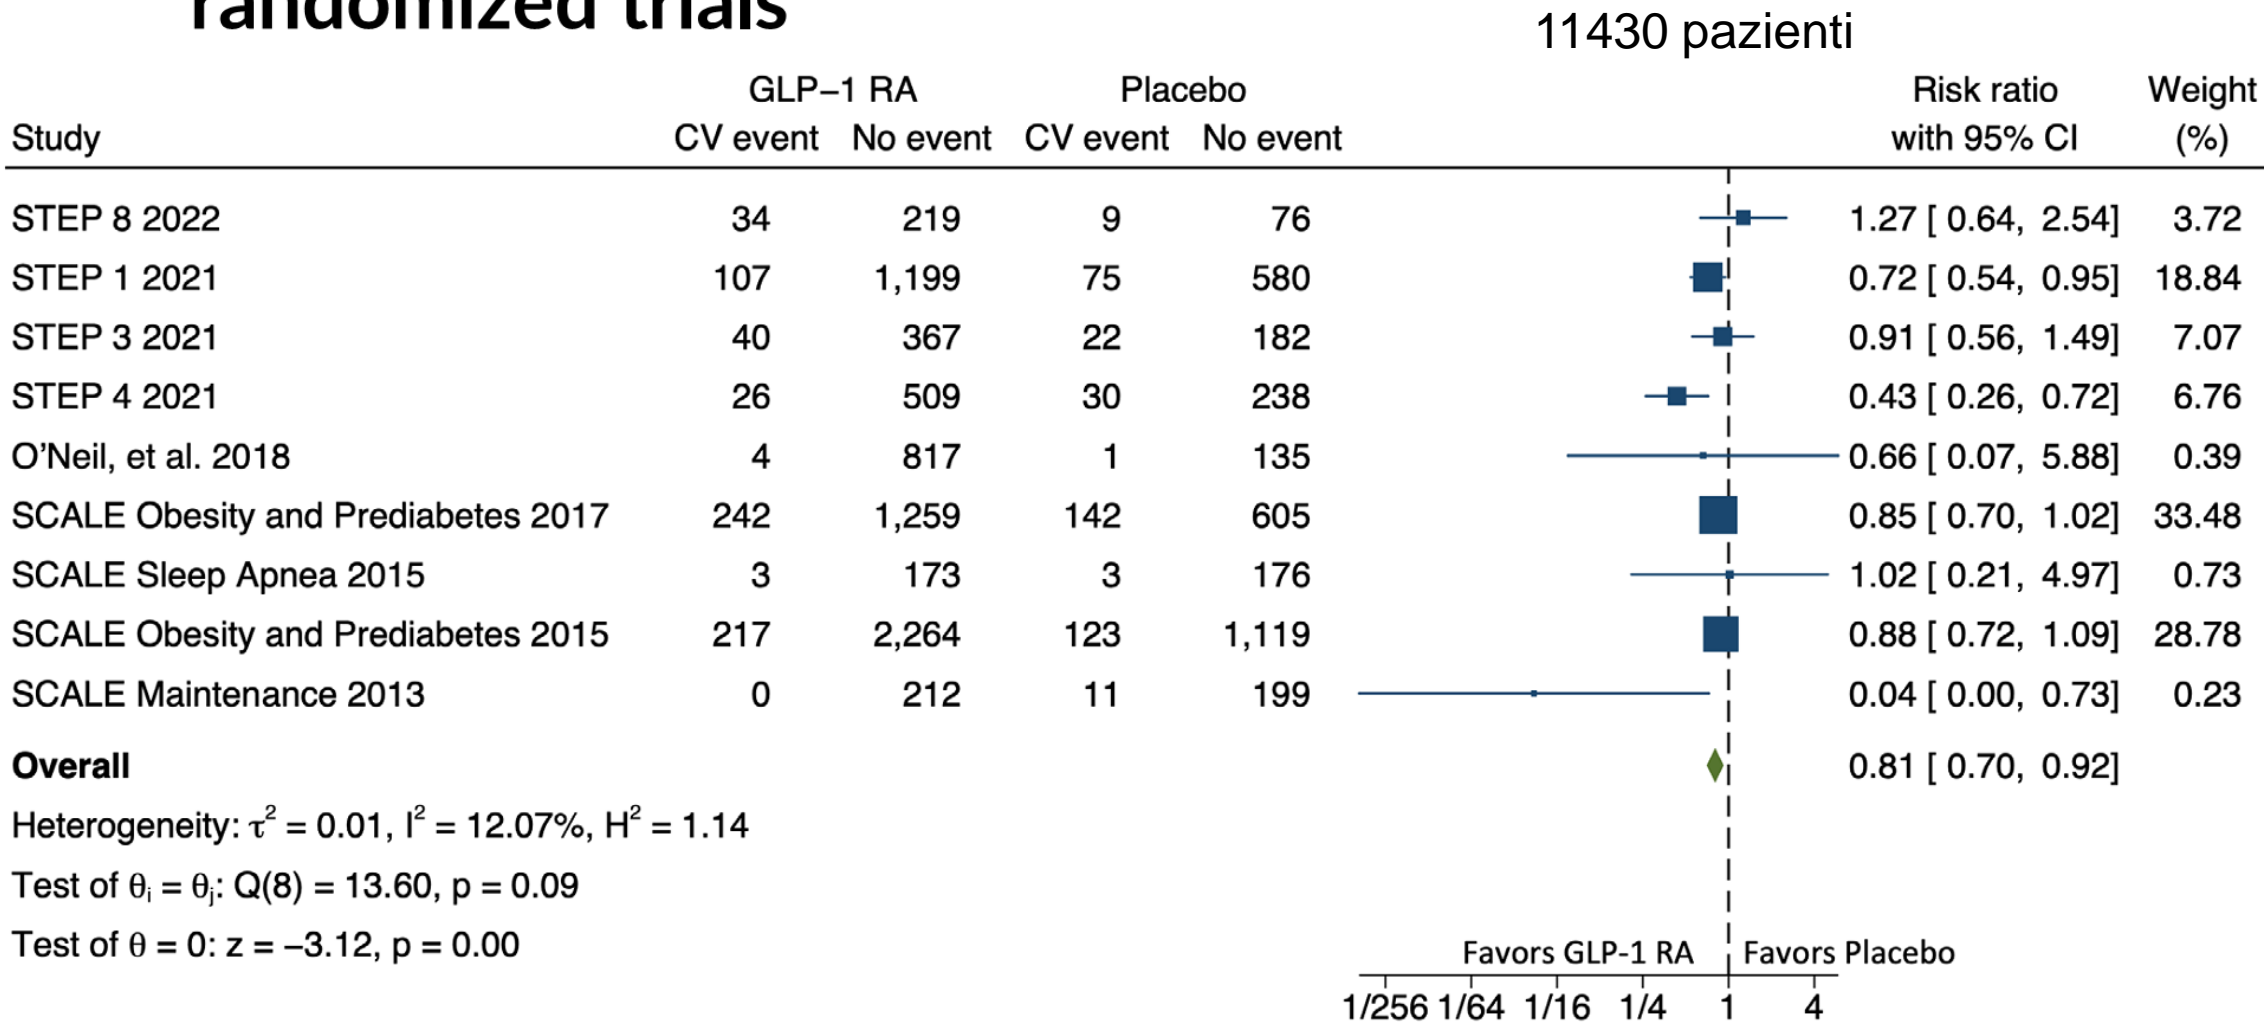 randomized trials
11430 pazienti
GLP–1 RA Placebo Risk ratio Weight
Study CV event No event CV event No event with 95% CI (%)
STEP 8 2022 34 219 9 76 1.27 [ 0.64, 2.54] 3.72
STEP 1 2021 107 1,199 75 580 0.72 [ 0.54, 0.95] 18.84
STEP 3 2021 40 367 22 182 0.91 [ 0.56, 1.49] 7.07
STEP 4 2021 26 509 30 238 0.43 [ 0.26, 0.72] 6.76
O’Neil, et al. 2018 4 817 1 135 0.66 [ 0.07, 5.88] 0.39
SCALE Obesity and Prediabetes 2017 242 1,259 142 605 0.85 [ 0.70, 1.02] 33.48
SCALE Sleep Apnea 2015 3 173 3 176 1.02 [ 0.21, 4.97] 0.73
SCALE Obesity and Prediabetes 2015 217 2,264 123 1,119 0.88 [ 0.72, 1.09] 28.78
SCALE Maintenance 2013 0 212 11 199 0.04 [ 0.00, 0.73] 0.23
Overall 0.81 [ 0.70, 0.92]
Heterogeneity: τ² = 0.01, I² = 12.07%, H² = 1.14
Test of θᵢ = θⱼ: Q(8) = 13.60, p = 0.09
Test of θ = 0: z = –3.12, p = 0.00
Favors GLP-1 RA Favors Placebo
1/256 1/64 1/16 1/4 1 4